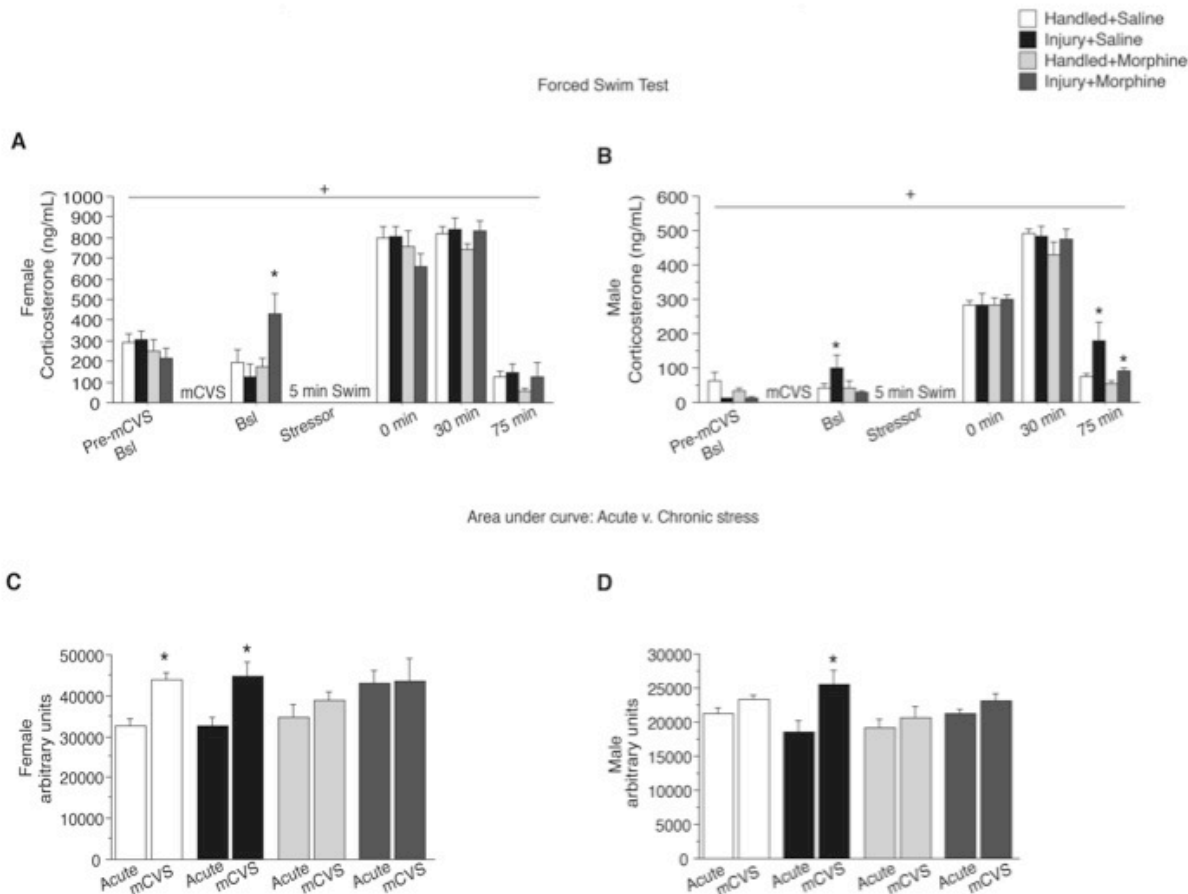 Handled+Saline
Injury+Saline
Handled+Morphine
Injury+Morphine
Forced Swim Test
A
Female
Corticosterone (ng/mL)
1000
900
800
700
600
500
400
300
200
100
0
+
*
mCVS
5 min Swim
Pre-mCVS
Bsl
Bsl
Stressor
0 min
30 min
75 min
B
Male
Corticosterone (ng/mL)
600
500
400
300
200
100
0
+
*
*
*
mCVS
5 min Swim
Pre-mCVS
Bsl
Bsl
Stressor
0 min
30 min
75 min
Area under curve: Acute v. Chronic stress
C
Female
arbitrary units
50000
40000
30000
20000
10000
0
*
*
Acute
mCVS
Acute
mCVS
Acute
mCVS
Acute
mCVS
D
Male
arbitrary units
30000
25000
20000
15000
10000
5000
0
*
Acute
mCVS
Acute
mCVS
Acute
mCVS
Acute
mCVS